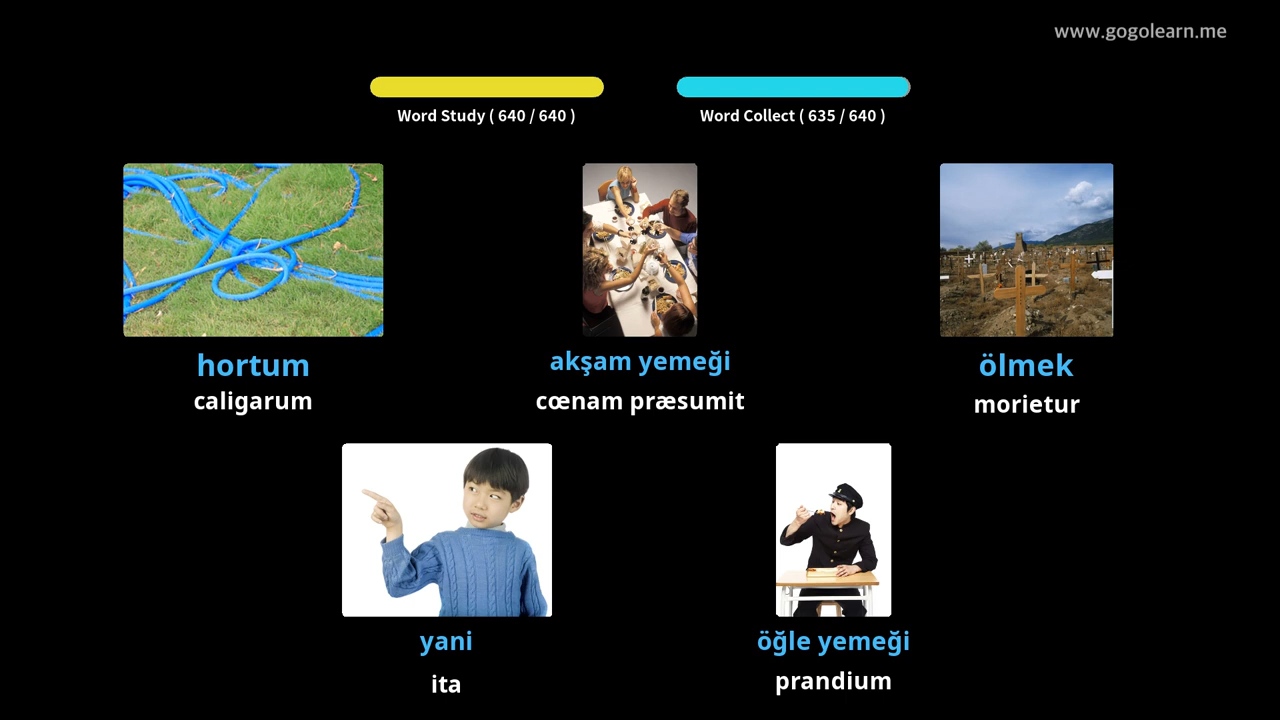 www.gogolearn.me
Word Study ( 640 / 640 )
Word Collect ( 635 / 640 )
hortum
caligarum
akşam yemeği
cœnam præsumit
ölmek
morietur
yani
ita
öğle yemeği
prandium